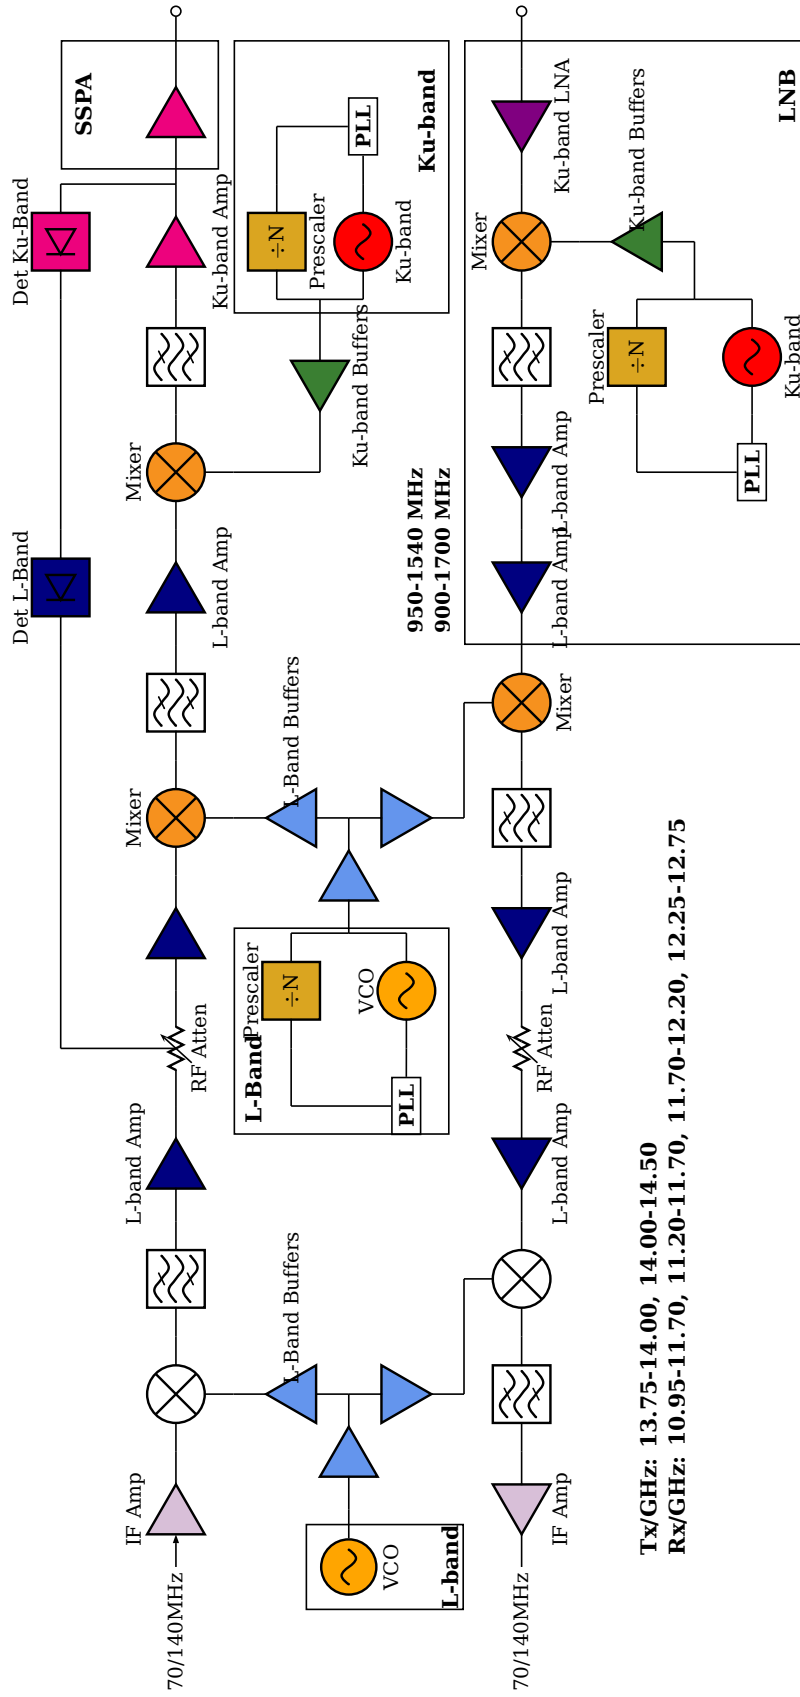 70/140MHz
IF Amp
L-band Amp
RF Atten
Mixer
L-band Amp
Mixer
Ku-band Amp
SSPA
Det L-Band
Det Ku-Band
VCO
L-band
L-Band Buffers
L-Band
Prescaler
÷N
VCO
PLL
L-Band Buffers
Ku-band Buffers
Prescaler
÷N
Ku-band
PLL
Ku-band
950-1540 MHz
900-1700 MHz
70/140MHz
IF Amp
L-band Amp
RF Atten
L-band Amp
Mixer
L-band Amp
L-band Amp
Mixer
Ku-band LNA
Ku-band Buffers
Prescaler
÷N
PLL
Ku-band
LNB
Tx/GHz: 13.75-14.00, 14.00-14.50
Rx/GHz: 10.95-11.70, 11.20-11.70, 11.70-12.20, 12.25-12.75